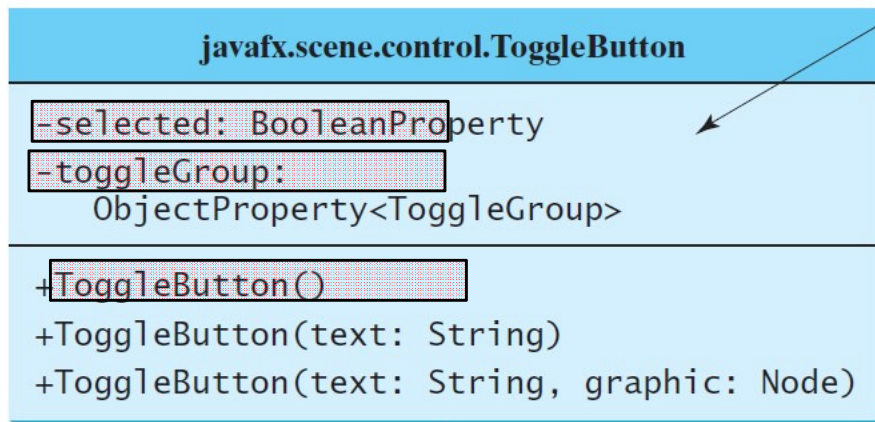 javafx.scene.control.ToggleButton
-selected: BooleanProperty
-toggleGroup:
ObjectProperty<ToggleGroup>
+ToggleButton()
+ToggleButton(text: String)
+ToggleButton(text: String, graphic: Node)